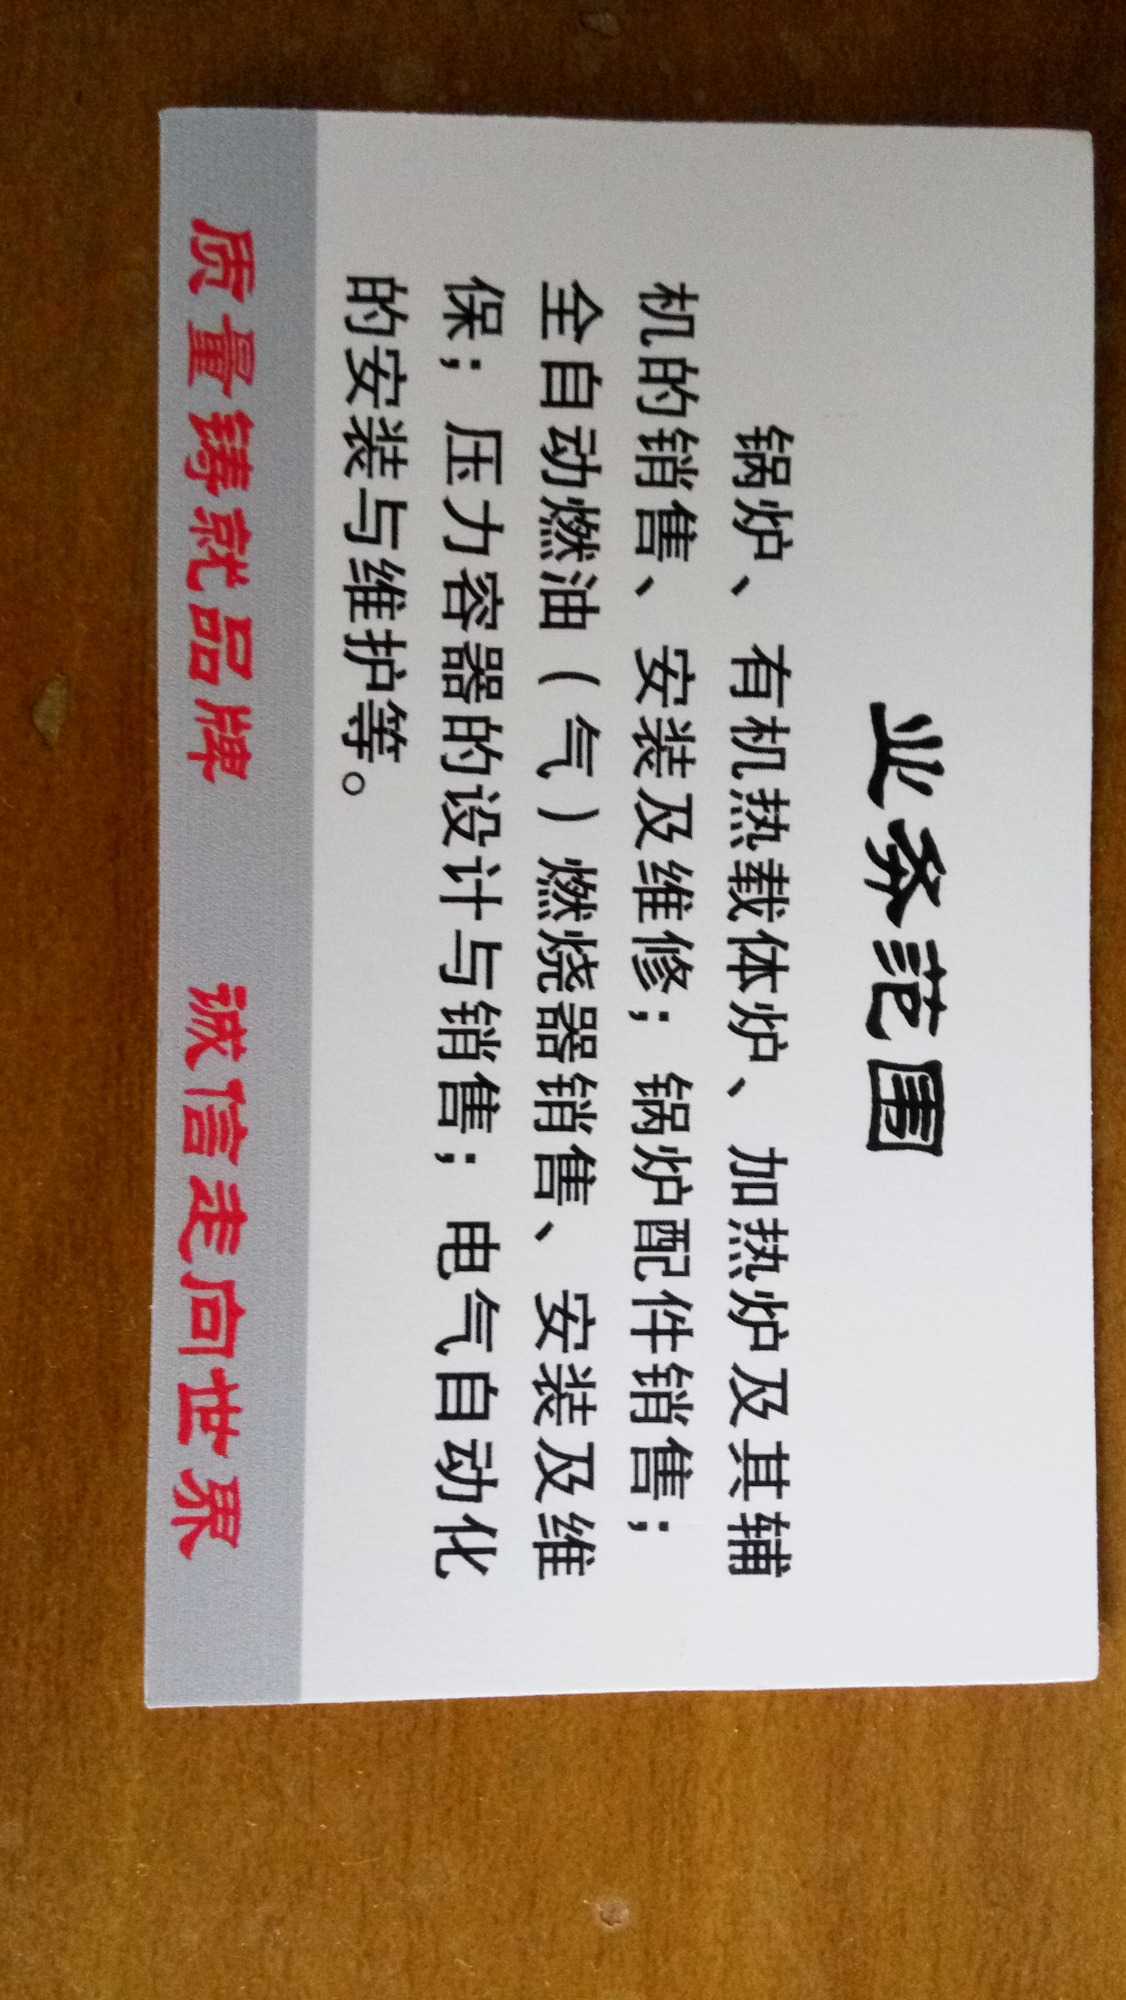 业务范围
锅炉、有机热载体炉、加热炉及其辅
机的销售、安装及维修；锅炉配件销售；
全自动燃油（气）燃烧器销售、安装及维
保；压力容器的设计与销售；电气自动化
的安装与维护等。
质量铸就品牌 诚信走向世界